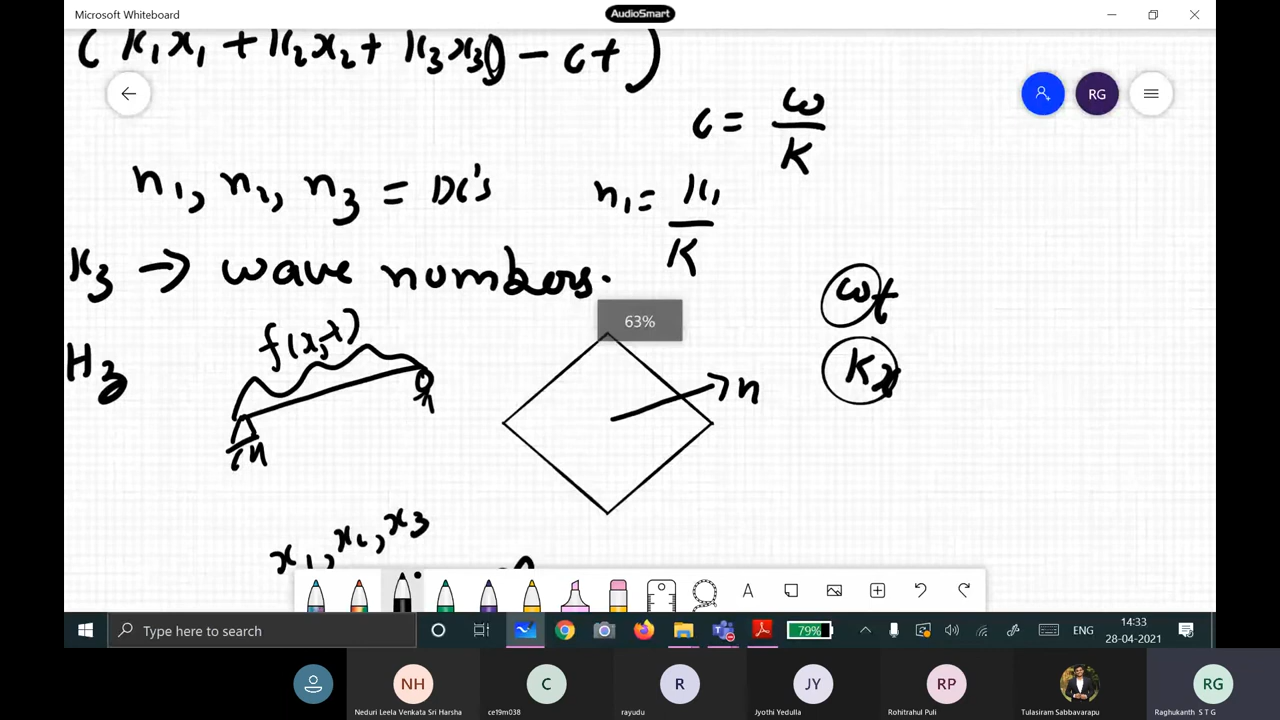 Microsoft Whiteboard
AudioSmart
(K₁x₁ + K₂x₂ + K₃x₃) - ct)
c = ω/K
RG
n₁, n₂, n₃ = DC's
n₁ = K₁/K
K₃ → wave numbers.
63%
ωt
Kx
f(x,t)
n
x₁, x₂, x₃
A
Type here to search
79%
ENG
14:33
28-04-2021
NH
C
R
JY
RP
RG
Neduri Leela Venkata Sri Harsha
ce19m038
rayudu
Jyothi Yedulla
Rohitrahul Puli
Tulasiram Sabbavarapu
Raghukanth S T G